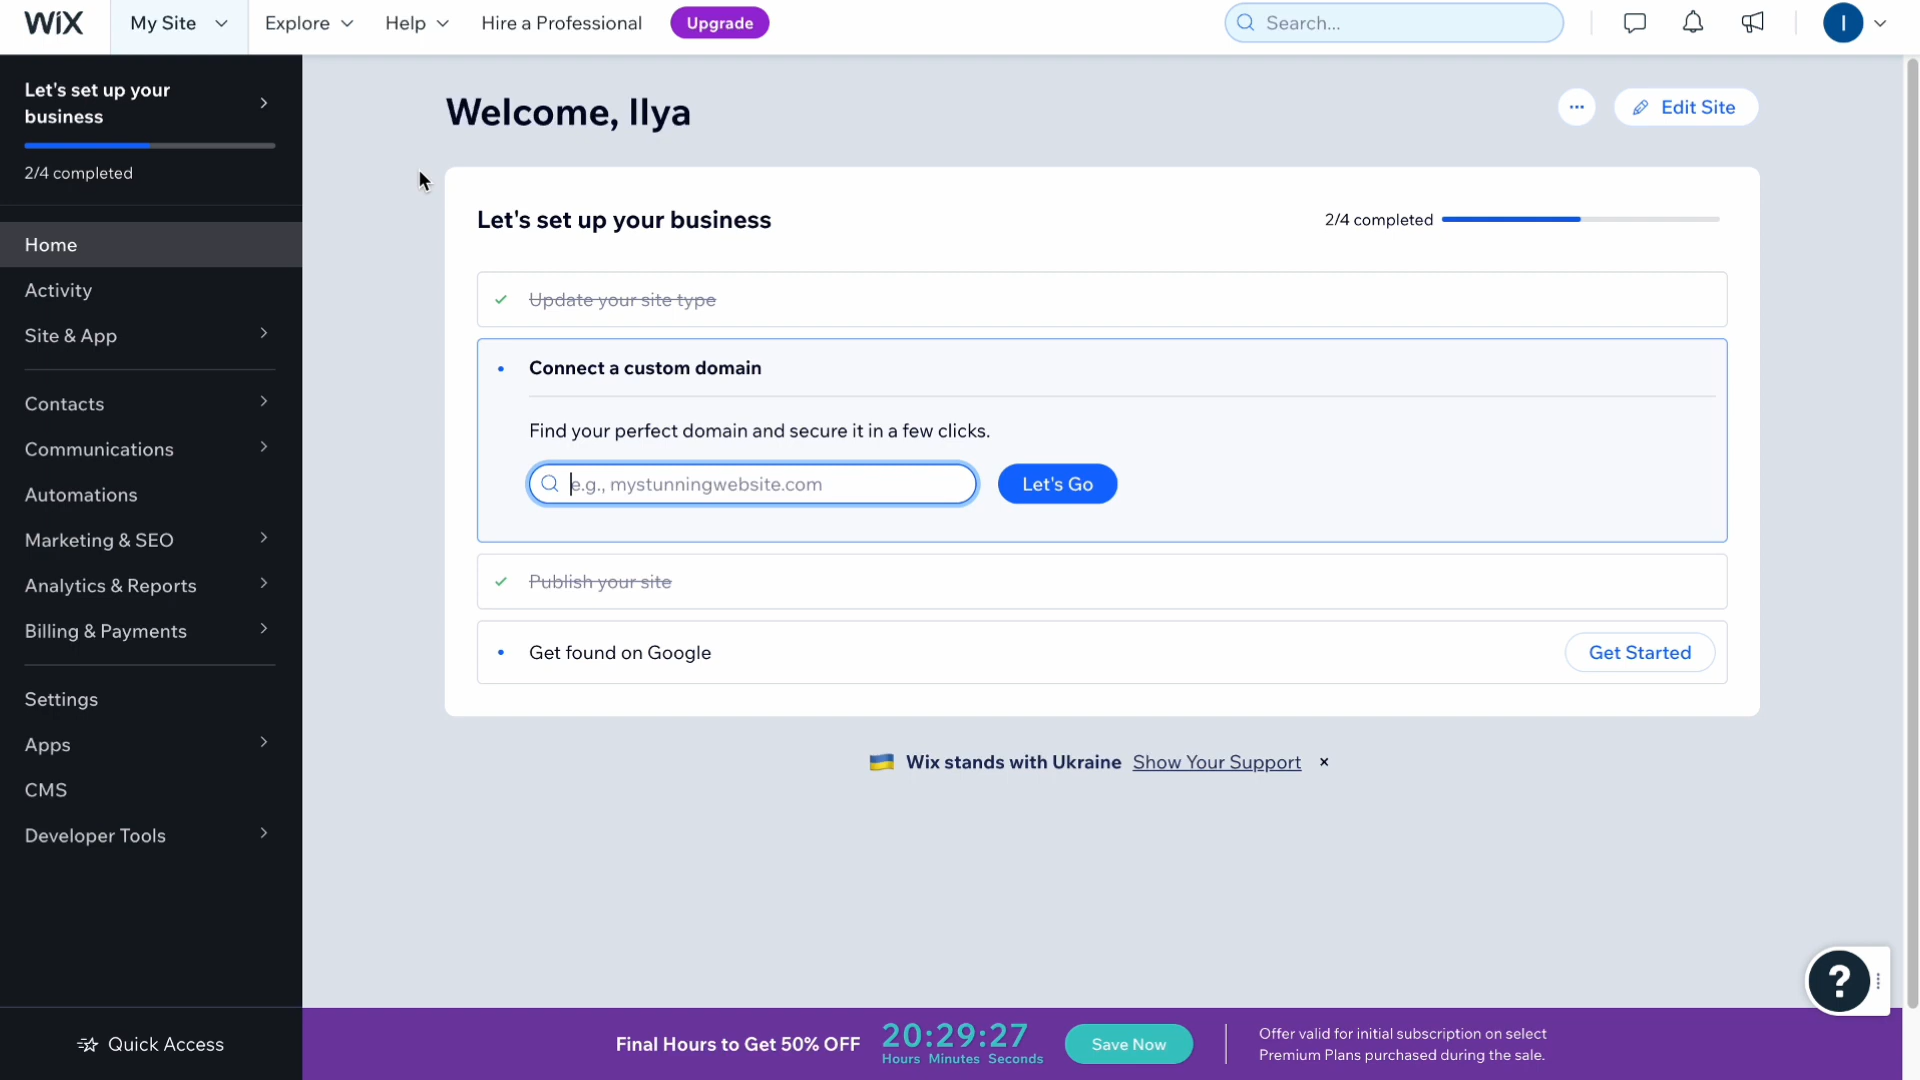 WiX
My Site
Explore
Help
Hire a Professional
Upgrade
Search...
I
Let's set up your
business
2/4 completed
Home
Activity
Site & App
Contacts
Communications
Automations
Marketing & SEO
Analytics & Reports
Billing & Payments
Settings
Apps
CMS
Developer Tools
Quick Access
Welcome, Ilya
Edit Site
Let's set up your business
2/4 completed
Update your site type
Connect a custom domain
Find your perfect domain and secure it in a few clicks.
e.g., mystunningwebsite.com
Let's Go
Publish your site
Get found on Google
Get Started
Wix stands with Ukraine Show Your Support ×
?
Final Hours to Get 50% OFF
20:29:27
Hours Minutes Seconds
Save Now
Offer valid for initial subscription on select
Premium Plans purchased during the sale.